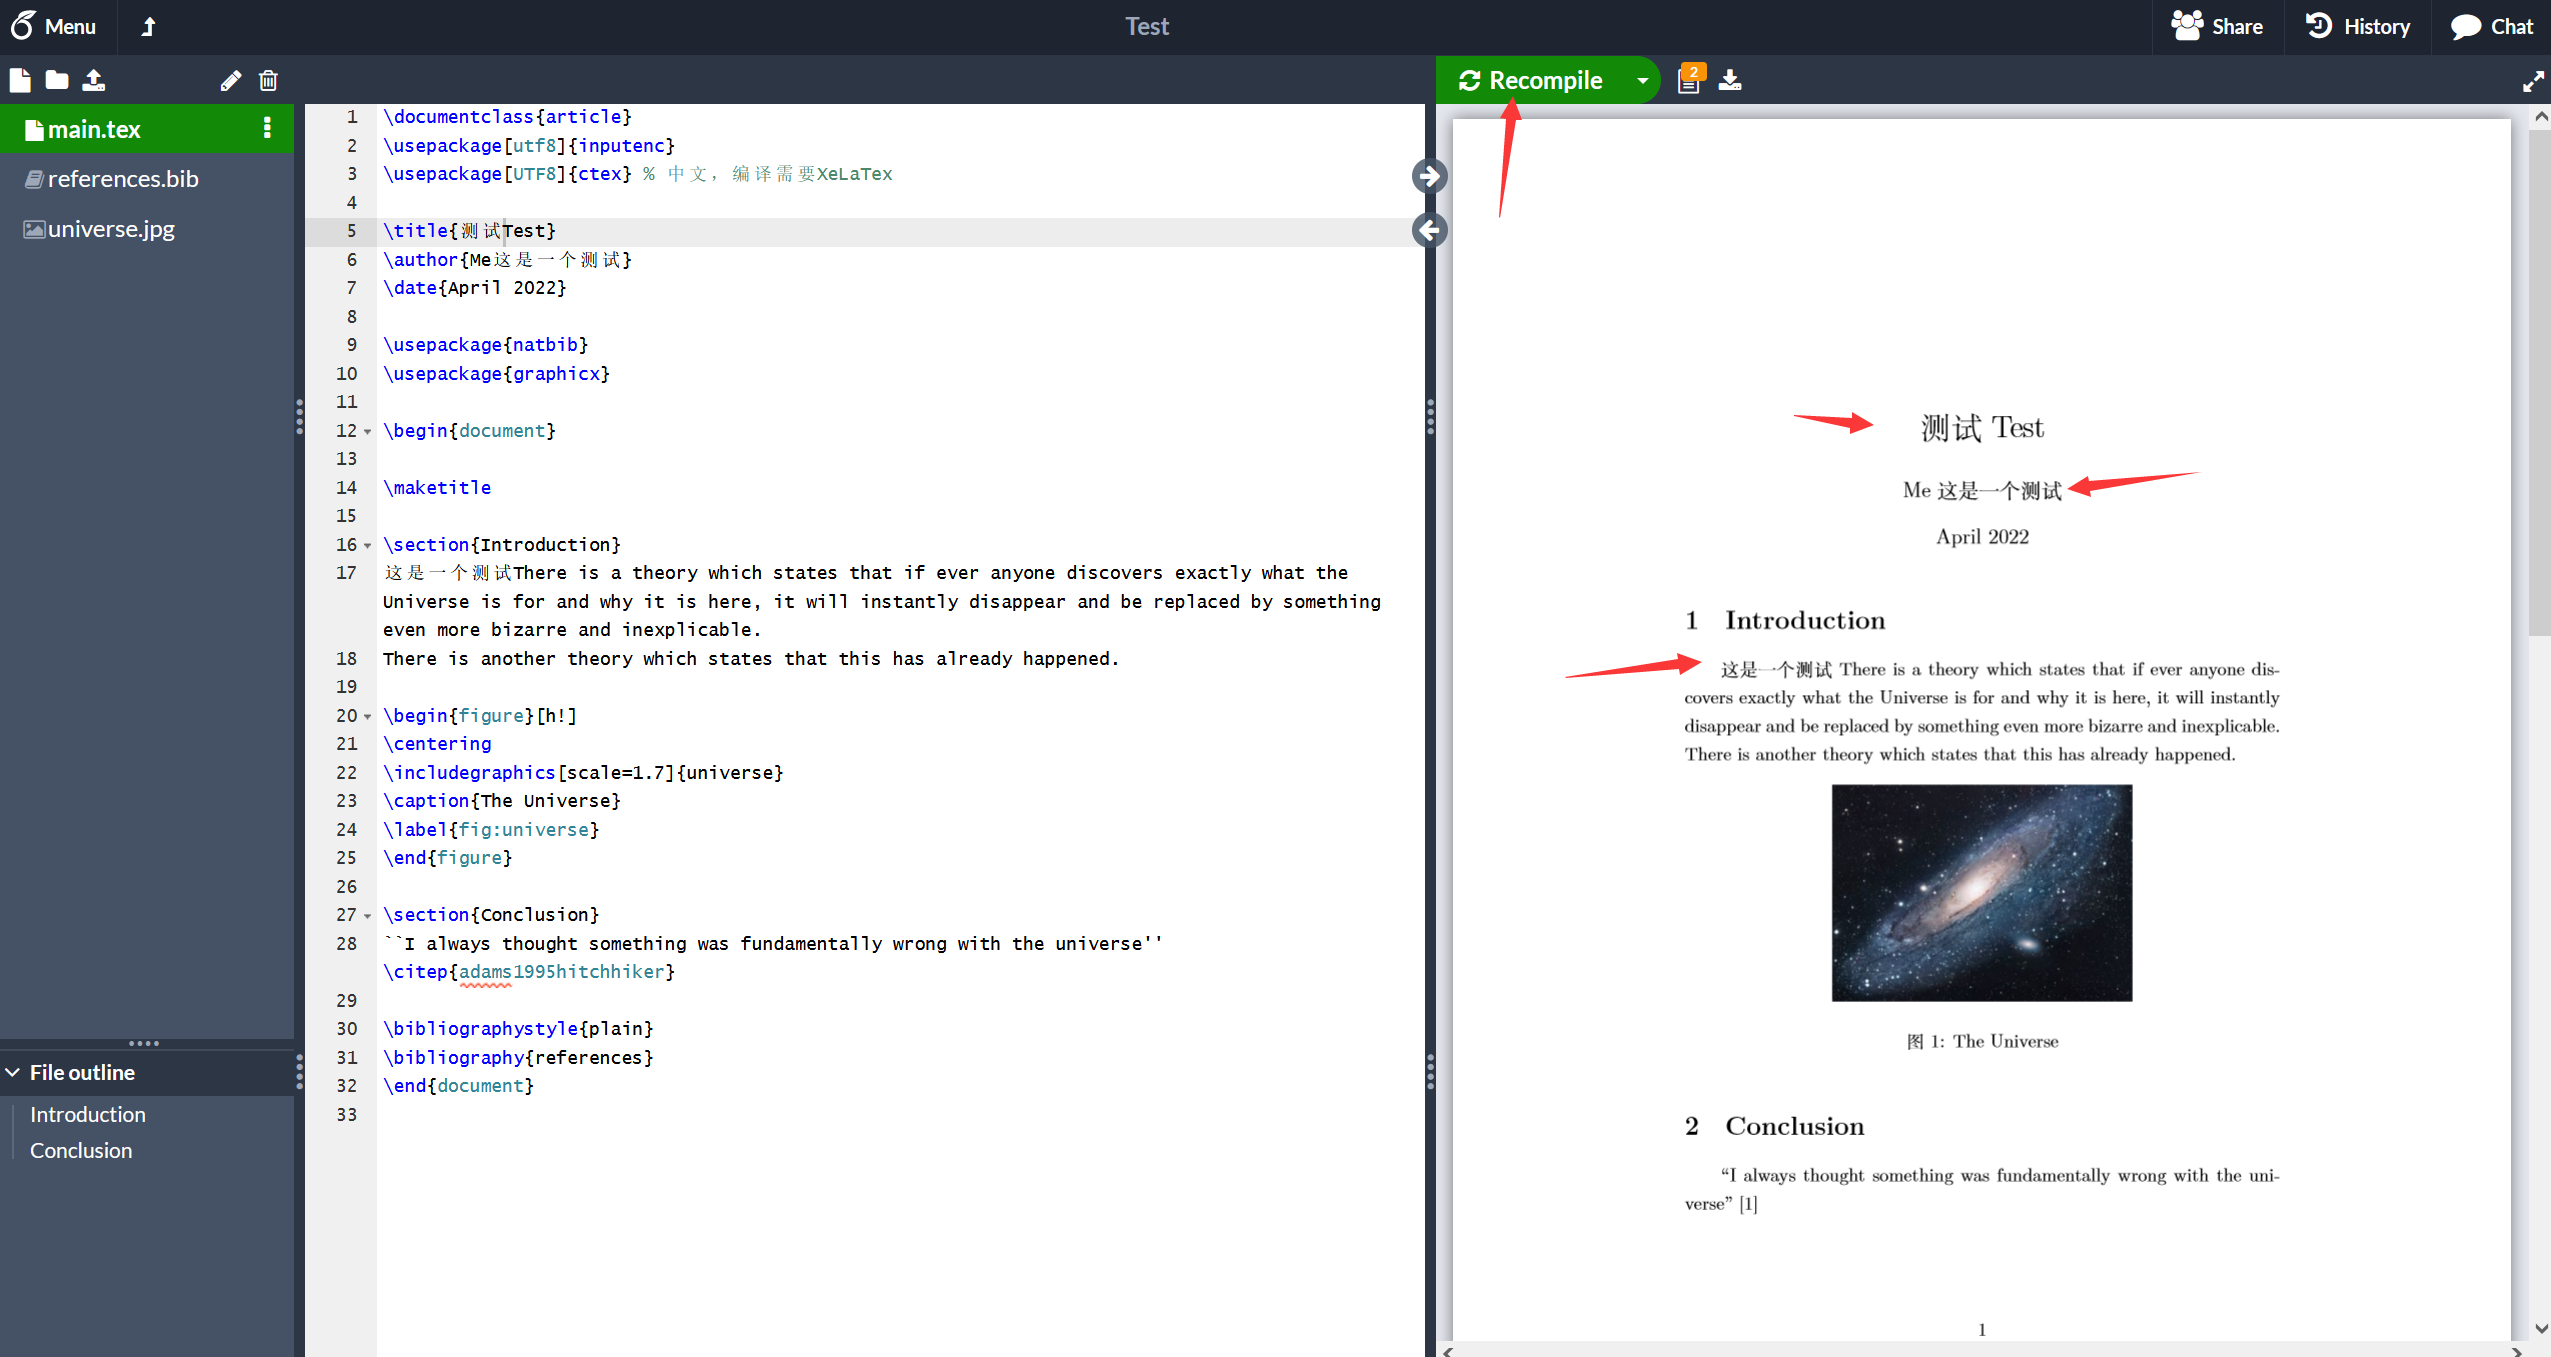 Menu
Test
Share
History
Chat
Recompile
2
main.tex
references.bib
universe.jpg
File outline
Introduction
Conclusion
1 \documentclass{article}
2 \usepackage[utf8]{inputenc}
3 \usepackage[UTF8]{ctex} % 中文，编译需要XeLaTex
4
5 \title{测试Test}
6 \author{Me这是一个测试}
7 \date{April 2022}
8
9 \usepackage{natbib}
10 \usepackage{graphicx}
11
12 \begin{document}
13
14 \maketitle
15
16 \section{Introduction}
17 这是一个测试There is a theory which states that if ever anyone discovers exactly what the
Universe is for and why it is here, it will instantly disappear and be replaced by something
even more bizarre and inexplicable.
18 There is another theory which states that this has already happened.
19
20 \begin{figure}[h!]
21 \centering
22 \includegraphics[scale=1.7]{universe}
23 \caption{The Universe}
24 \label{fig:universe}
25 \end{figure}
26
27 \section{Conclusion}
28 ``I always thought something was fundamentally wrong with the universe''
\citep{adams1995hitchhiker}
29
30 \bibliographystyle{plain}
31 \bibliography{references}
32 \end{document}
33
测试 Test
Me 这是一个测试
April 2022
1 Introduction
这是一个测试 There is a theory which states that if ever anyone dis-
covers exactly what the Universe is for and why it is here, it will instantly
disappear and be replaced by something even more bizarre and inexplicable.
There is another theory which states that this has already happened.
图 1: The Universe
2 Conclusion
“I always thought something was fundamentally wrong with the uni-
verse” [1]
1